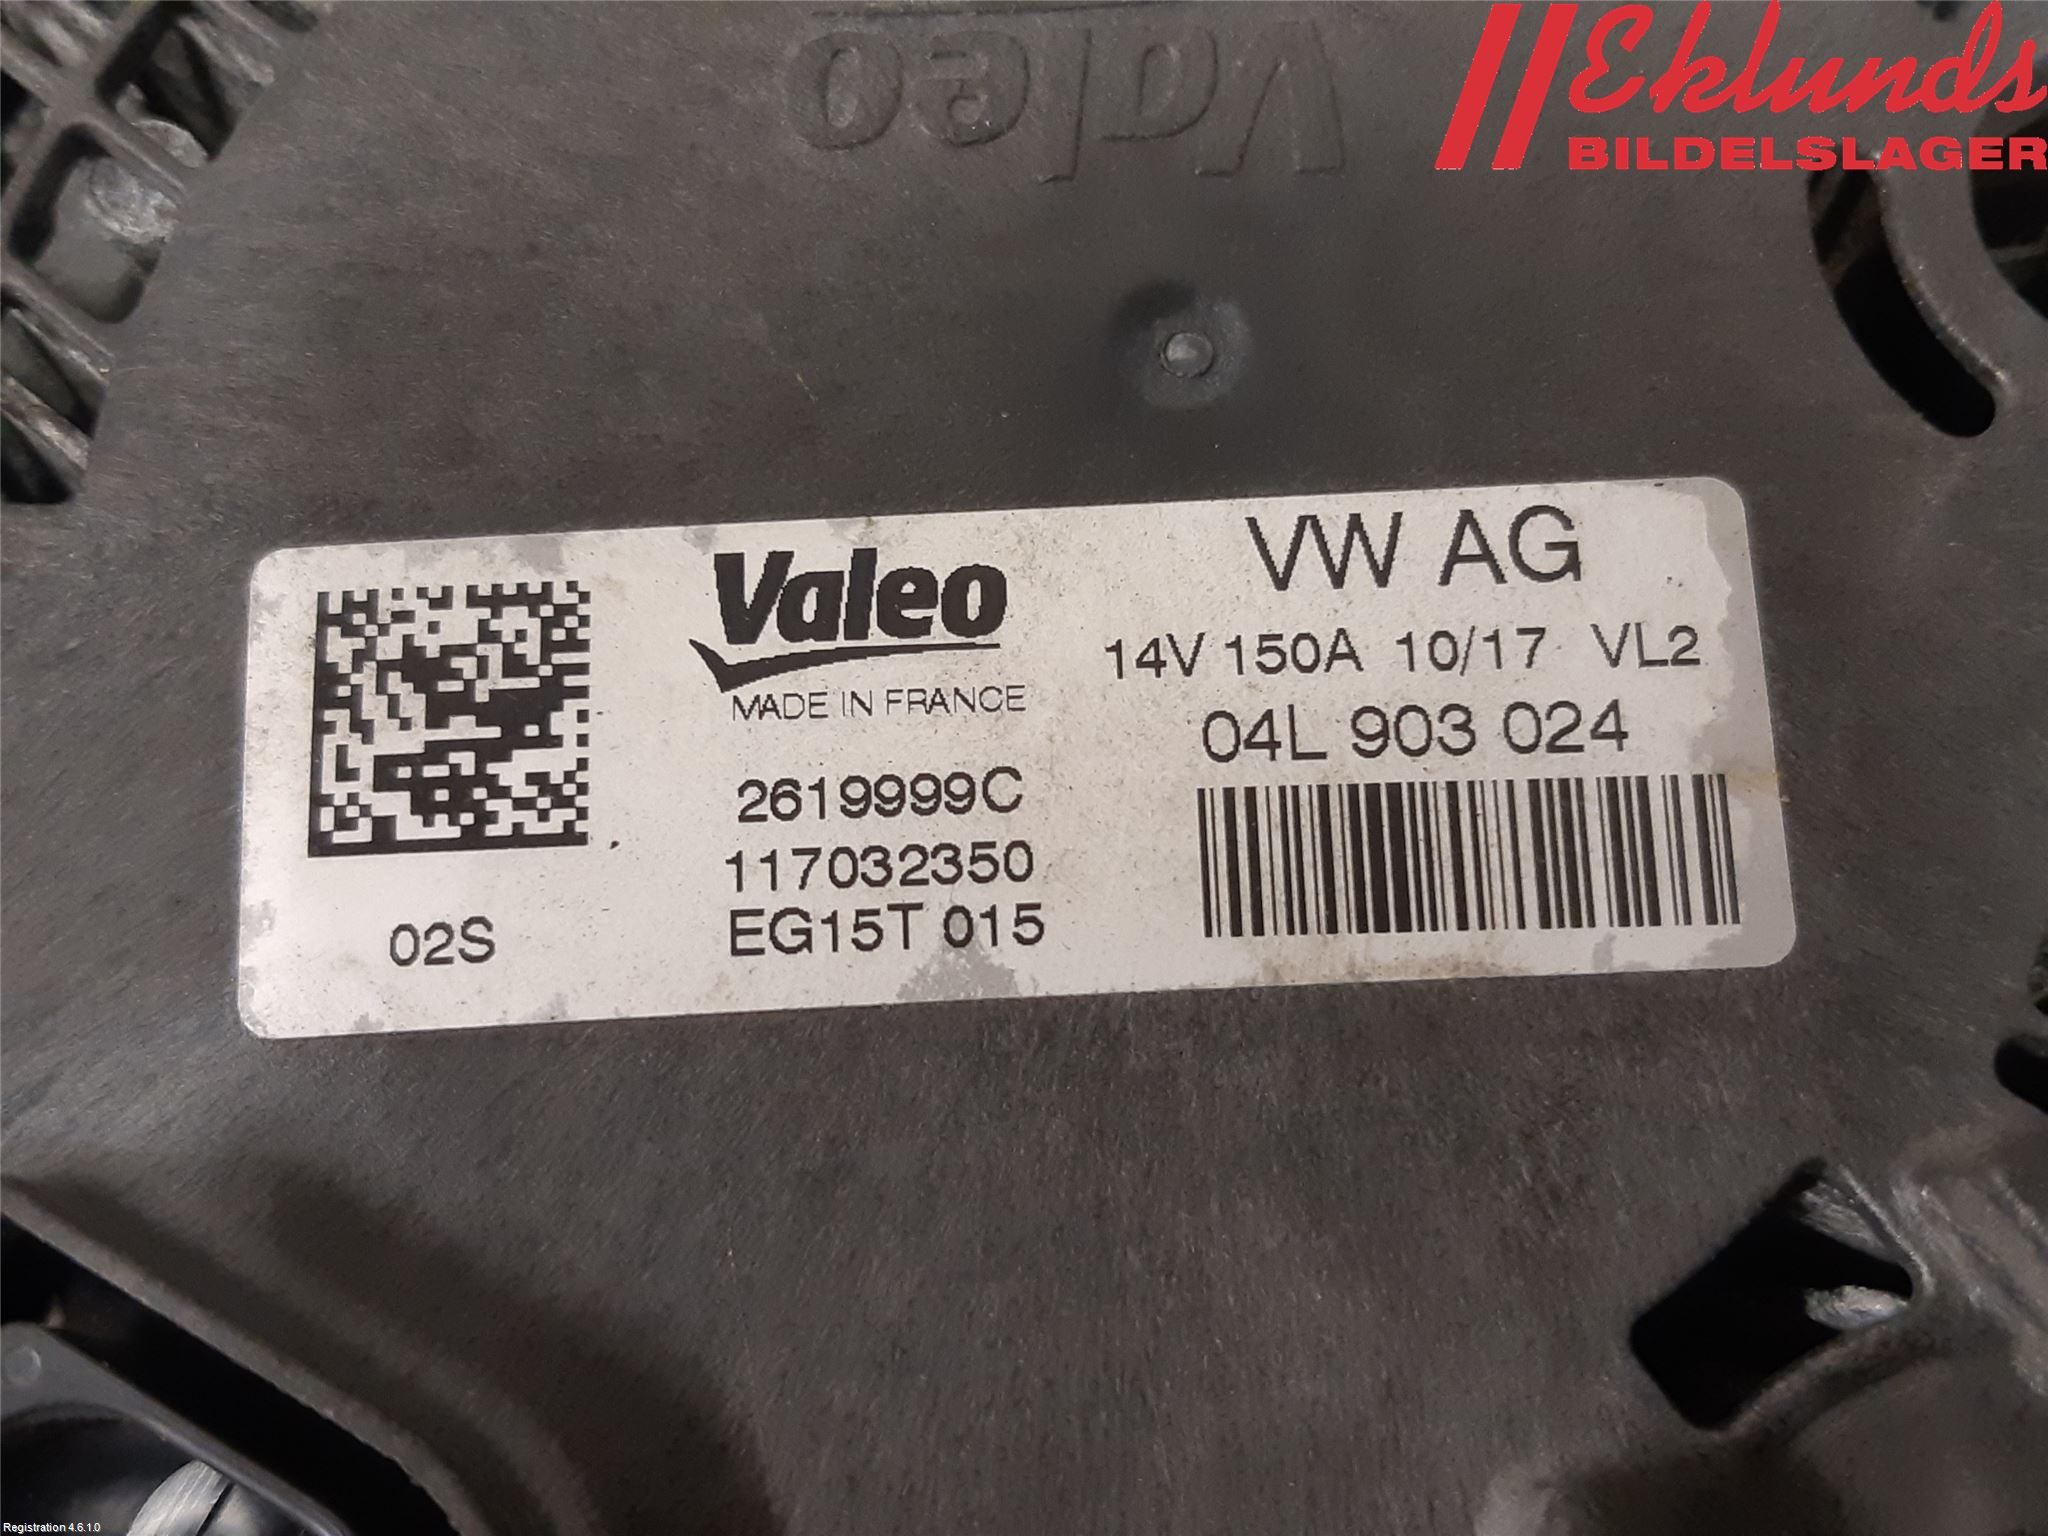 Valeo
Eklunds
BILDELSLAGER
Valeo
MADE IN FRANCE
2619999C
117032350
EG15T 015
02S
VW AG
14V 150A 10/17 VL2
04L 903 024
Registration 4.6.1.0